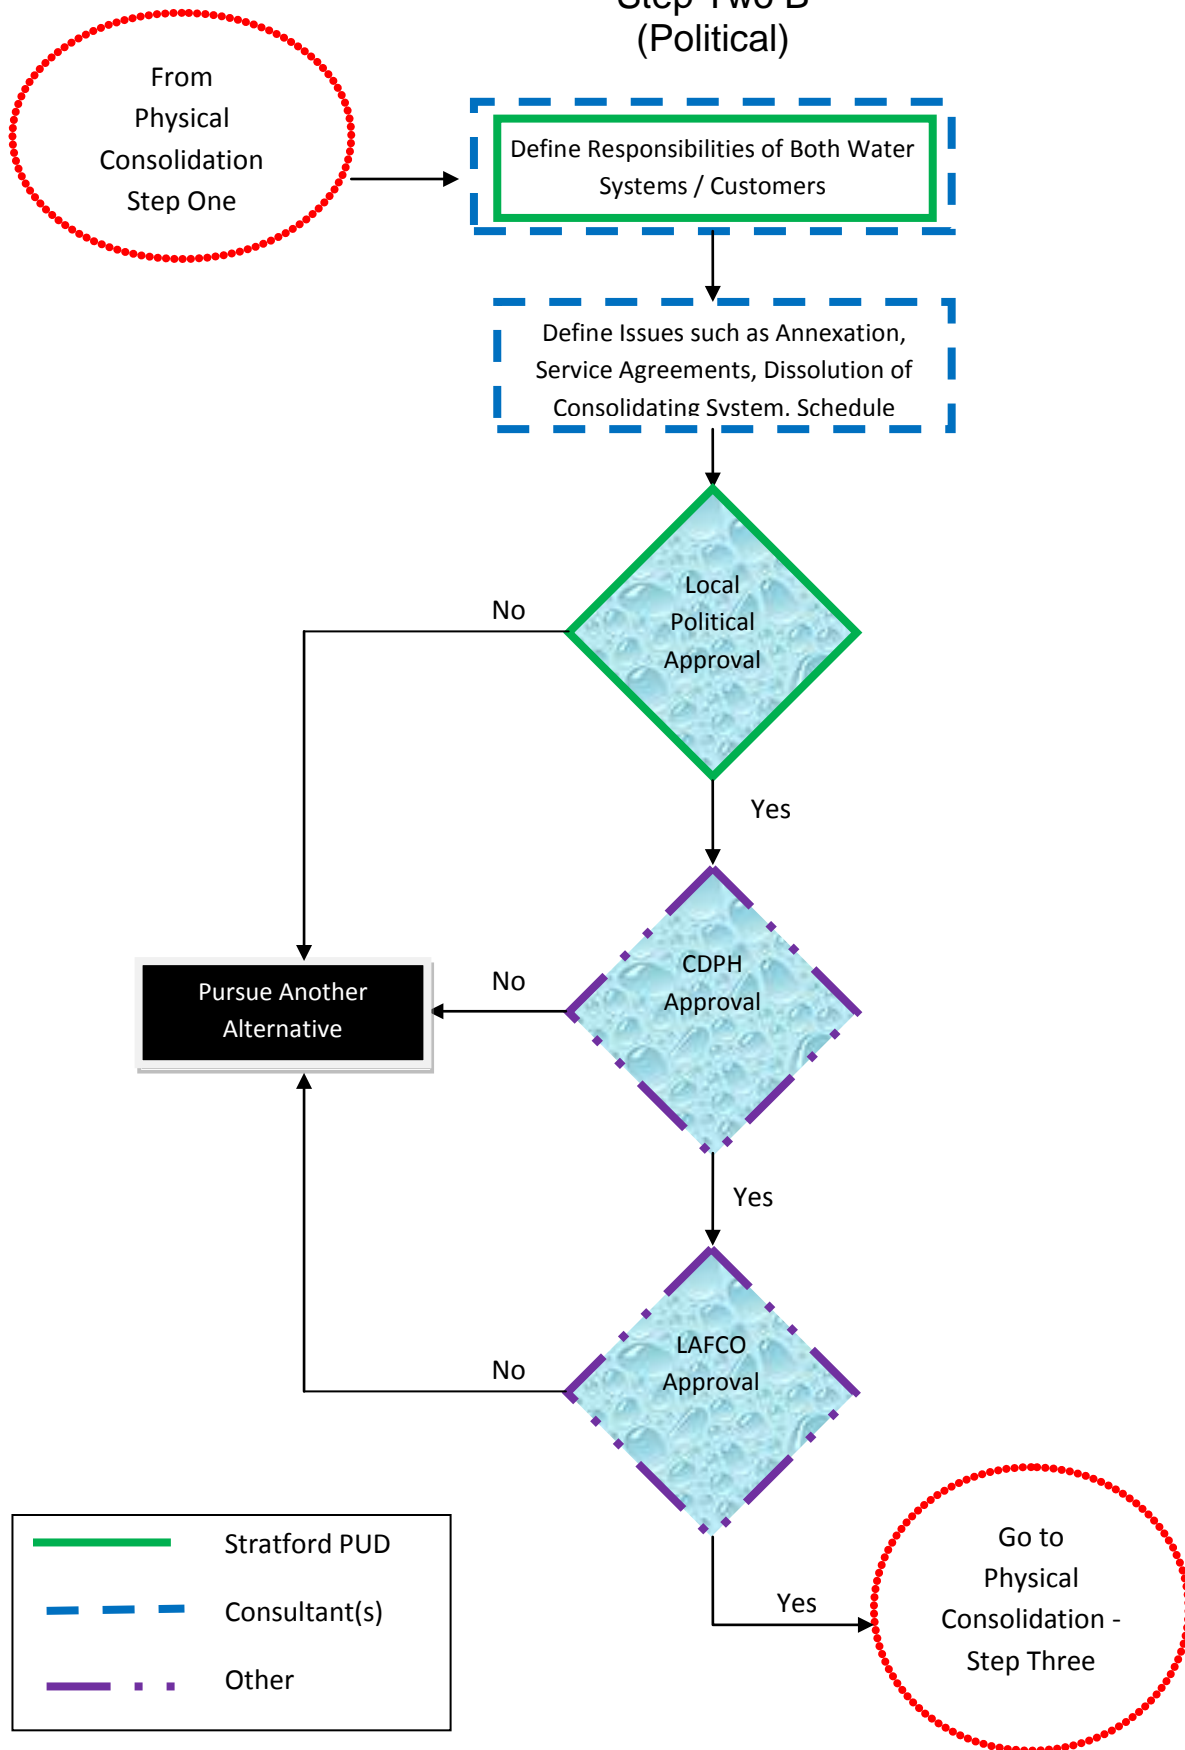 Step Two B
(Political)
From
Physical
Consolidation
Step One
Define Responsibilities of Both Water
Systems / Customers
Define Issues such as Annexation,
Service Agreements, Dissolution of
Consolidating System, Schedule
Local
Political
Approval
No
Yes
CDPH
Approval
No
Pursue Another
Alternative
Yes
LAFCO
Approval
No
Yes
Go to
Physical
Consolidation -
Step Three
Stratford PUD
Consultant(s)
Other